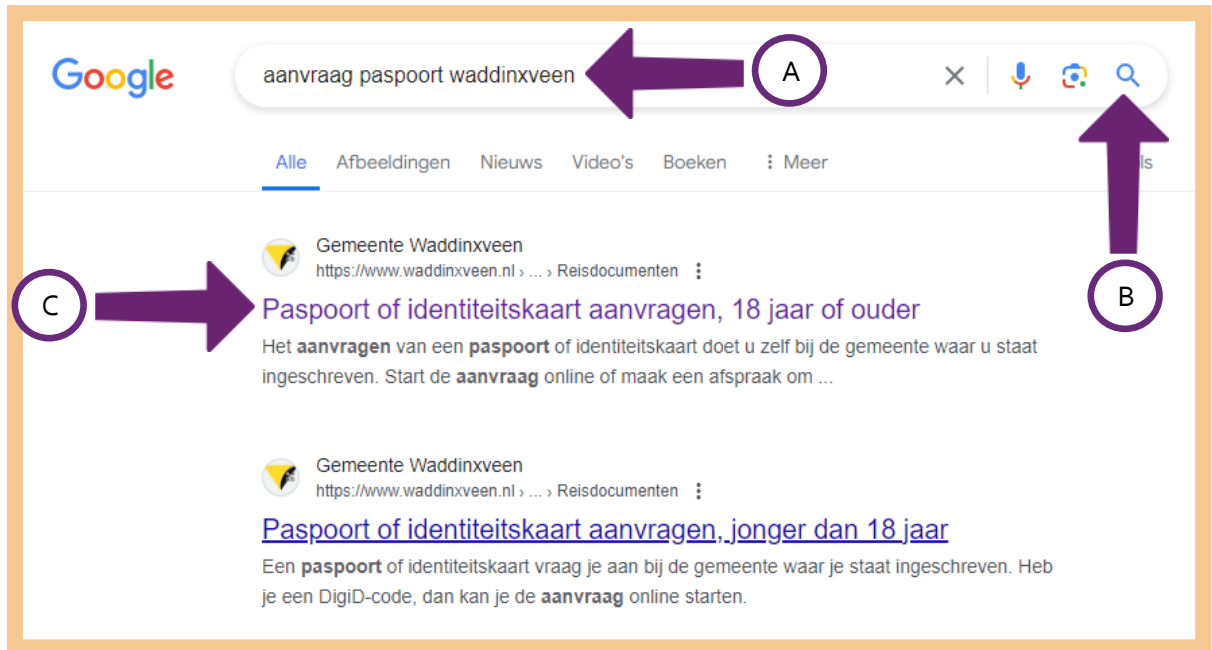 Google
aanvraag paspoort waddinxveen
A
Alle Afbeeldingen Nieuws Video's Boeken Meer
Gemeente Waddinxveen
https://www.waddinxveen.nl › ... › Reisdocumenten
C
Paspoort of identiteitskaart aanvragen, 18 jaar of ouder
B
Het aanvragen van een paspoort of identiteitskaart doet u zelf bij de gemeente waar u staat
ingeschreven. Start de aanvraag online of maak een afspraak om ...
Gemeente Waddinxveen
https://www.waddinxveen.nl › ... › Reisdocumenten
Paspoort of identiteitskaart aanvragen, jonger dan 18 jaar
Een paspoort of identiteitskaart vraag je aan bij de gemeente waar je staat ingeschreven. Heb
je een DigiD-code, dan kan je de aanvraag online starten.